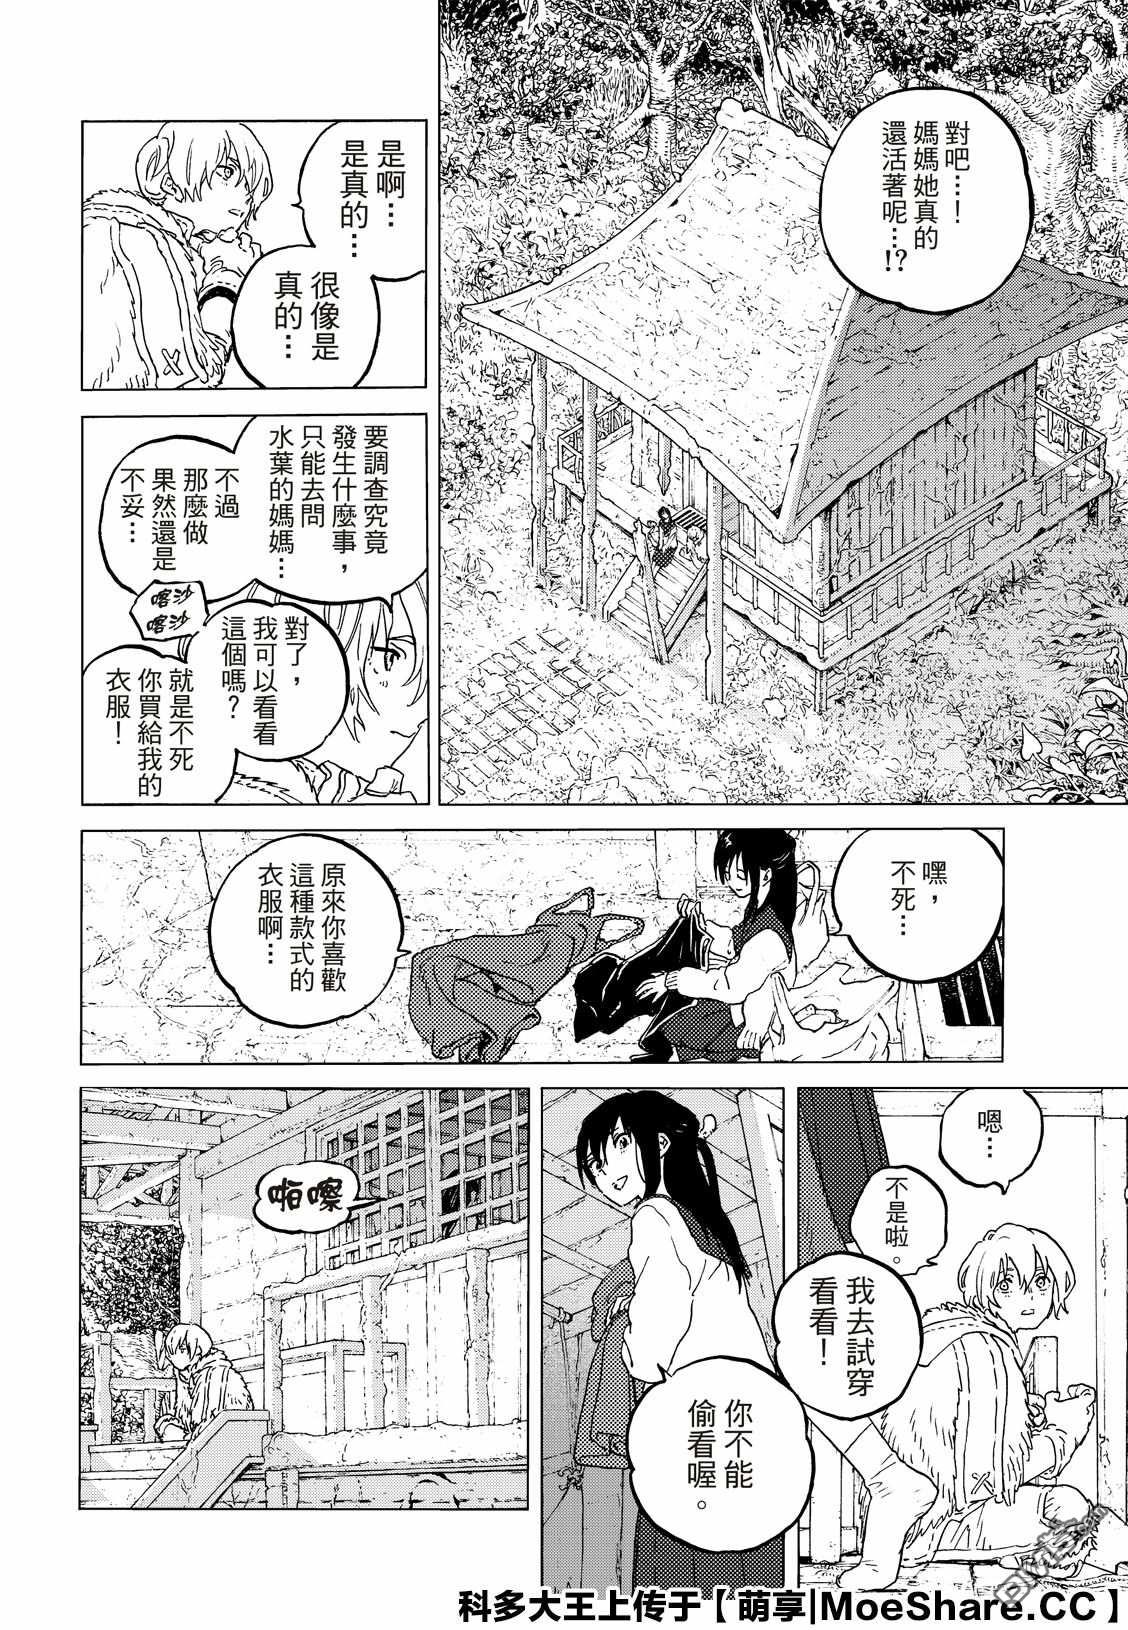 對吧…！
媽媽她真的
還活著呢…!?
是啊…
是真的…
很像是
真的…
要調查究竟
發生什麼事，
只能去問
水葉的媽媽…
不過
那麼做
果然還是
不妥…
對了，
我可以看看
這個嗎？
沙沙
喀喀
就是不死
你買給我的
衣服！
嘿，
不死…
原來你喜歡
這種款式的
衣服啊…
嗯…
不是啦。
我去試穿
看看！
你不能
偷看喔。
啪嚓
科多大王上传于【萌享|MoeShare.CC】